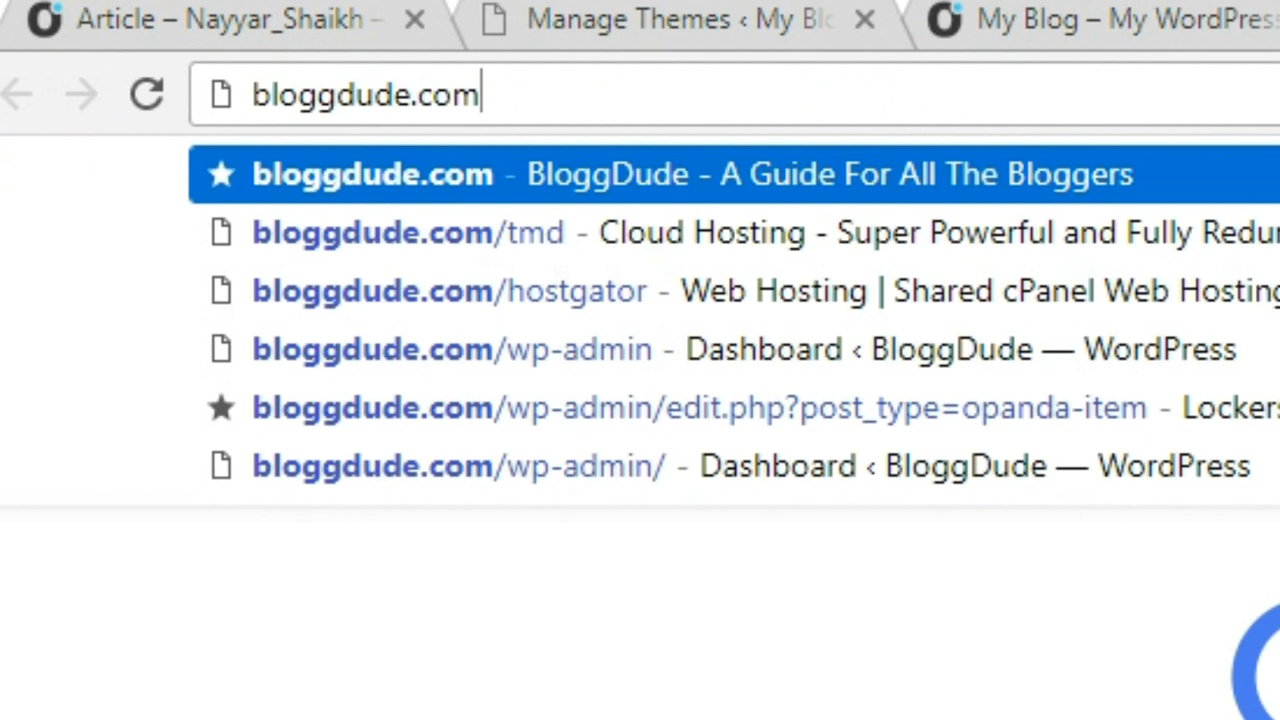 Article – Nayyar_Shaikh –
Manage Themes ‹ My Blo
My Blog – My WordPress
bloggdude.com
bloggdude.com - BloggDude - A Guide For All The Bloggers
bloggdude.com/tmd - Cloud Hosting - Super Powerful and Fully Redun
bloggdude.com/hostgator - Web Hosting | Shared cPanel Web Hosting
bloggdude.com/wp-admin - Dashboard ‹ BloggDude — WordPress
bloggdude.com/wp-admin/edit.php?post_type=opanda-item - Lockers
bloggdude.com/wp-admin/ - Dashboard ‹ BloggDude — WordPress